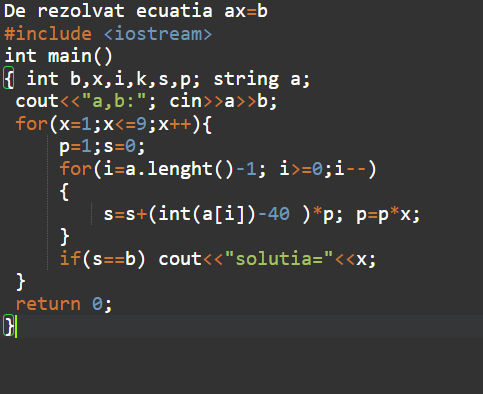 De rezolvat ecuatia ax=b
#include <iostream>
int main()
{ int b,x,i,k,s,p; string a;
cout<<"a,b:"; cin>>a>>b;
for(x=1;x<=9;x++){
p=1;s=0;
for(i=a.lenght()-1; i>=0;i--)
{
s=s+(int(a[i])-40 )*p; p=p*x;
}
if(s==b) cout<<"solutia="<<x;
}
return 0;
}